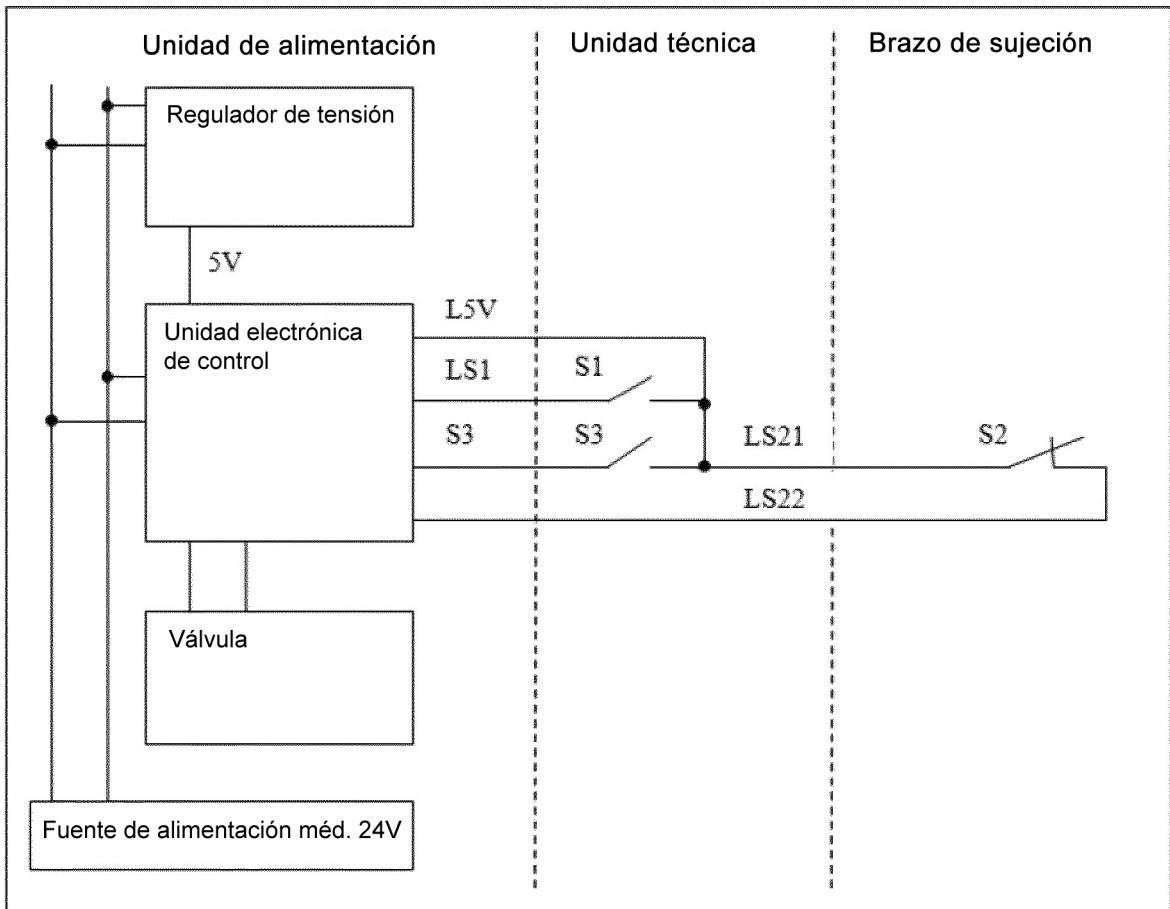 Unidad de alimentación
Unidad técnica
Brazo de sujeción
Regulador de tensión
5V
Unidad electrónica
de control
L5V
LS1
S1
S3
S3
LS21
S2
LS22
Válvula
Fuente de alimentación méd. 24V